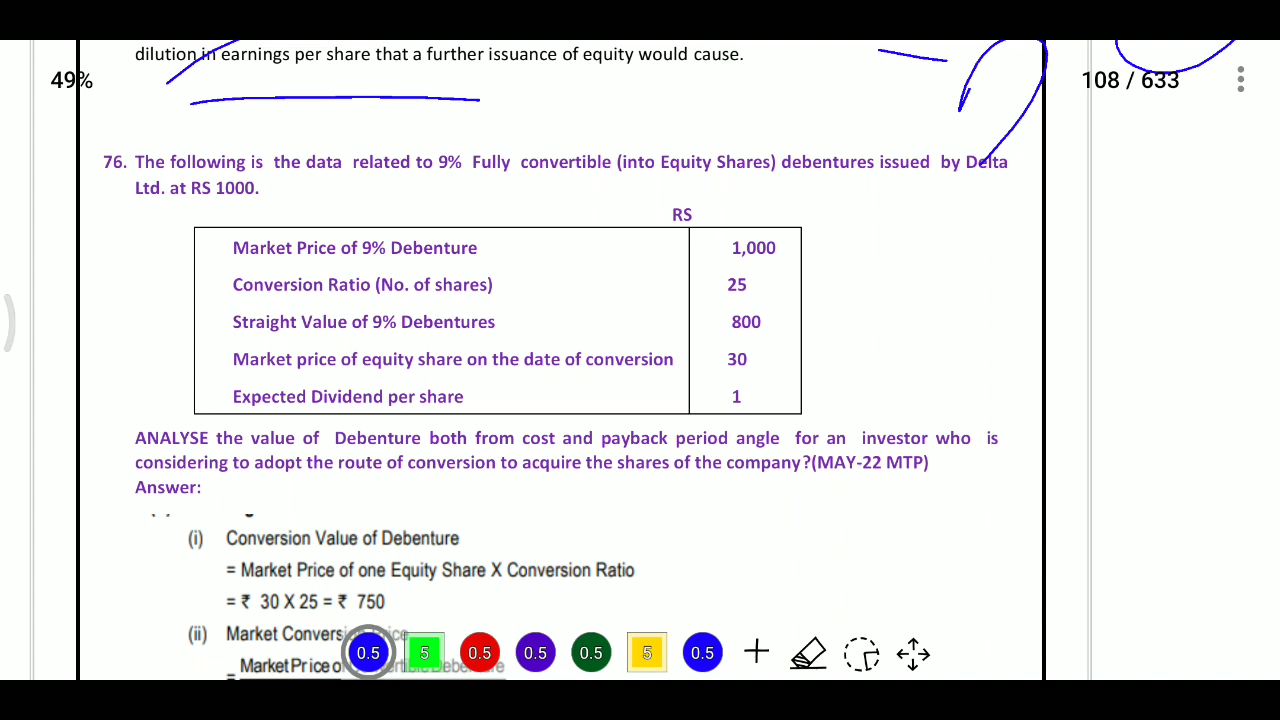 dilution in earnings per share that a further issuance of equity would cause.
49%
108 / 633
76. The following is the data related to 9% Fully convertible (into Equity Shares) debentures issued by Delta
Ltd. at RS 1000.
RS
Market Price of 9% Debenture 1,000
Conversion Ratio (No. of shares) 25
Straight Value of 9% Debentures 800
Market price of equity share on the date of conversion 30
Expected Dividend per share 1
ANALYSE the value of Debenture both from cost and payback period angle for an investor who is
considering to adopt the route of conversion to acquire the shares of the company?(MAY-22 MTP)
Answer:
(i) Conversion Value of Debenture
= Market Price of one Equity Share X Conversion Ratio
= ₹ 30 X 25 = ₹ 750
(ii) Market Conversion Price
= Market Price of Convertible Debenture
0.5 5 0.5 0.5 0.5 5 0.5